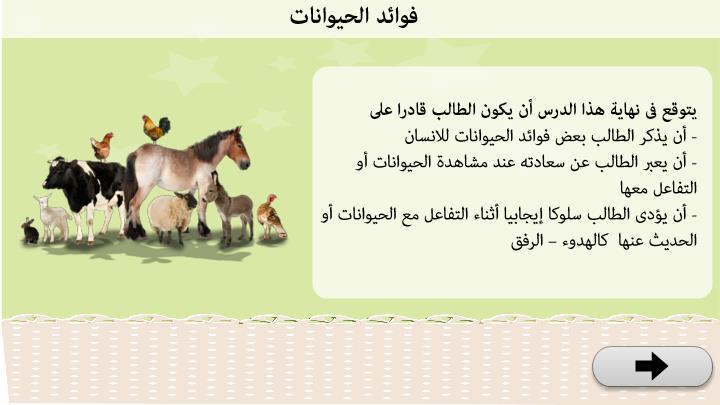 فوائد الحيوانات
يتوقع فى نهاية هذا الدرس أن يكون الطالب قادرا على
- أن يذكر الطالب بعض فوائد الحيوانات للانسان
- أن يعبر الطالب عن سعادته عند مشاهدة الحيوانات أو
التفاعل معها
- أن يؤدى الطالب سلوكا إيجابيا أثناء التفاعل مع الحيوانات أو
الحديث عنها  كالهدوء – الرفق